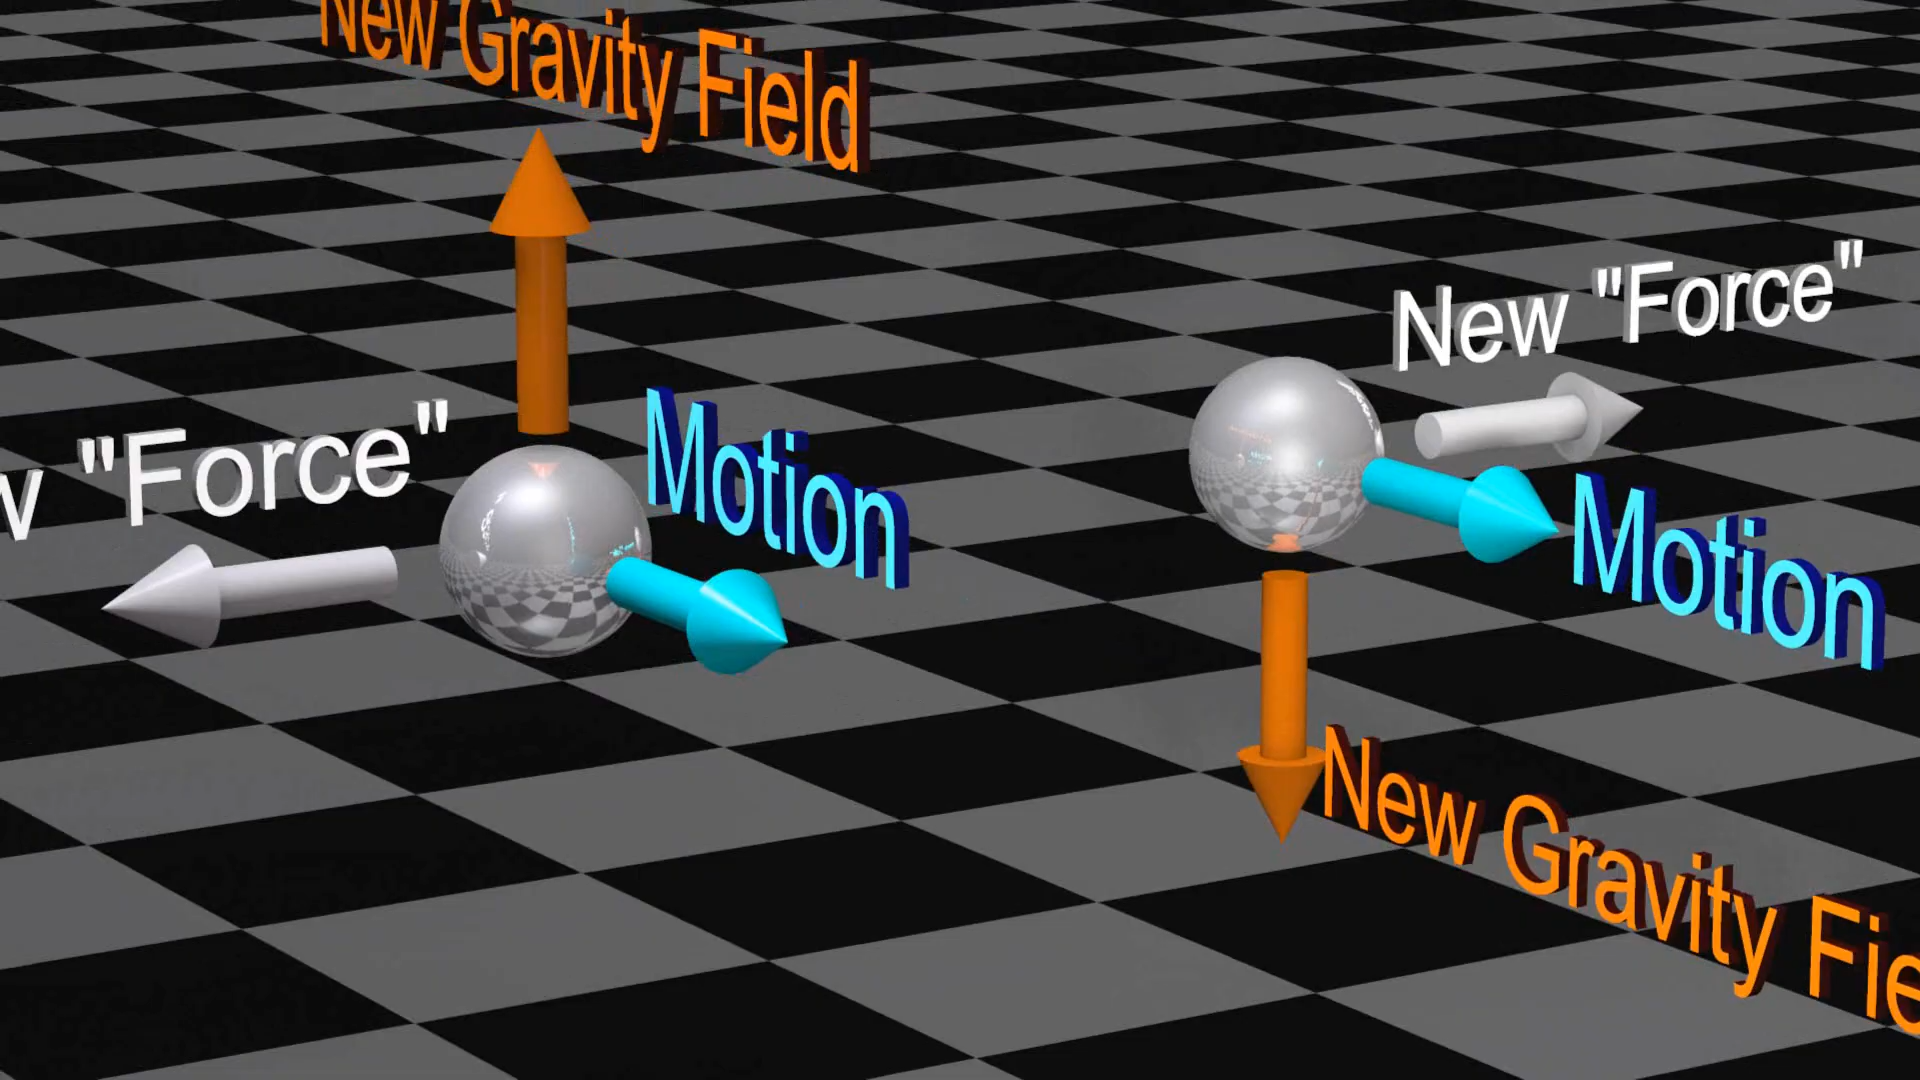 New Gravity Field
w "Force"
Motion
New "Force"
Motion
New Gravity Fie